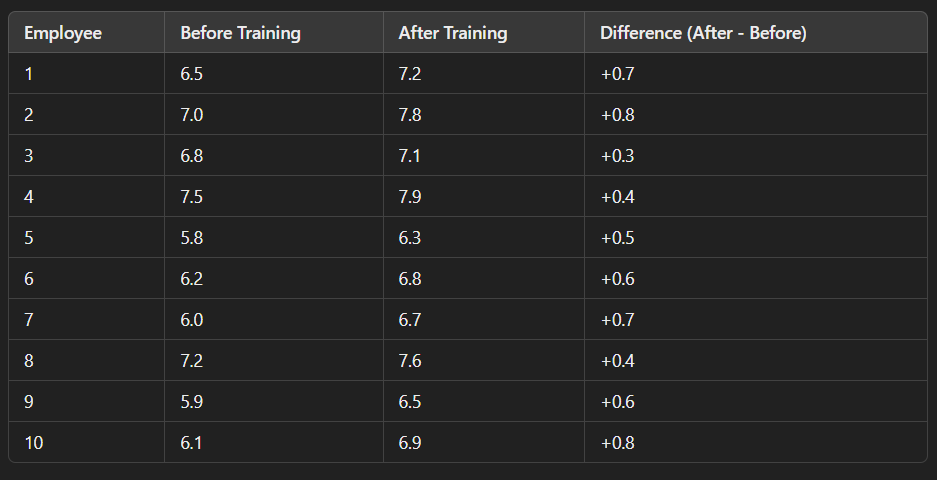 Employee Before Training After Training Difference (After - Before)
1 6.5 7.2 +0.7
2 7.0 7.8 +0.8
3 6.8 7.1 +0.3
4 7.5 7.9 +0.4
5 5.8 6.3 +0.5
6 6.2 6.8 +0.6
7 6.0 6.7 +0.7
8 7.2 7.6 +0.4
9 5.9 6.5 +0.6
10 6.1 6.9 +0.8